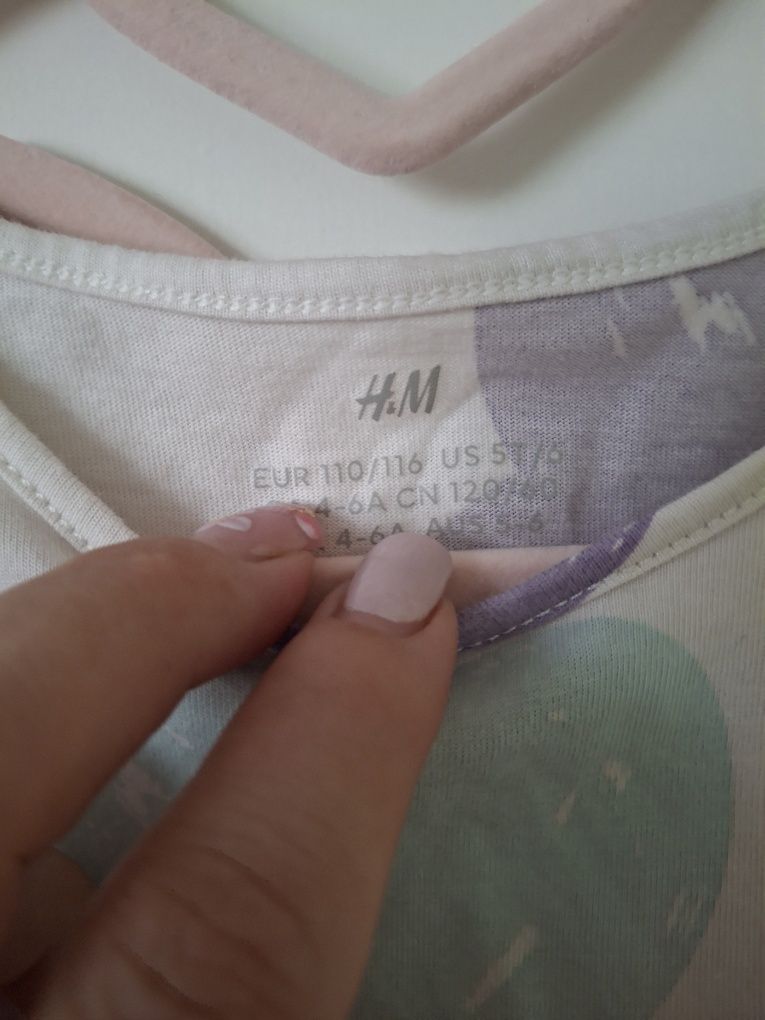 H&M
EUR 110/116 US 5T/6
4-6A CN 120/60
4-6A AUS 5-6